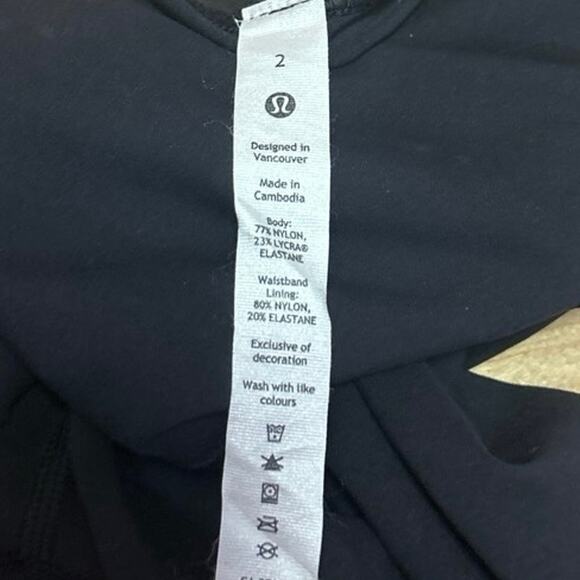 2
Designed in
Vancouver
Made in
Cambodia
Body:
77% NYLON,
23% LYCRA®
ELASTANE
Waistband
Lining:
80% NYLON,
20% ELASTANE
Exclusive of
decoration
Wash with like
colours